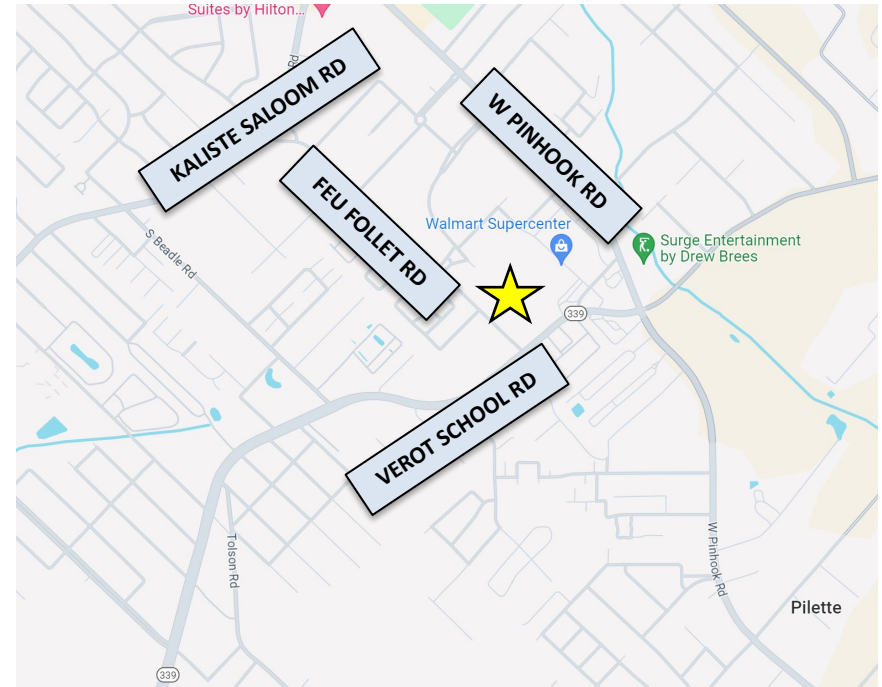 Suites by Hilton...
Rd
KALISTE SALOOM RD
W PINHOOK RD
FEU FOLLET RD
Walmart Supercenter
Surge Entertainment
by Drew Brees
S Beadle Rd
339
VEROT SCHOOL RD
Tolson Rd
W Pinhook Rd
Pilette
339